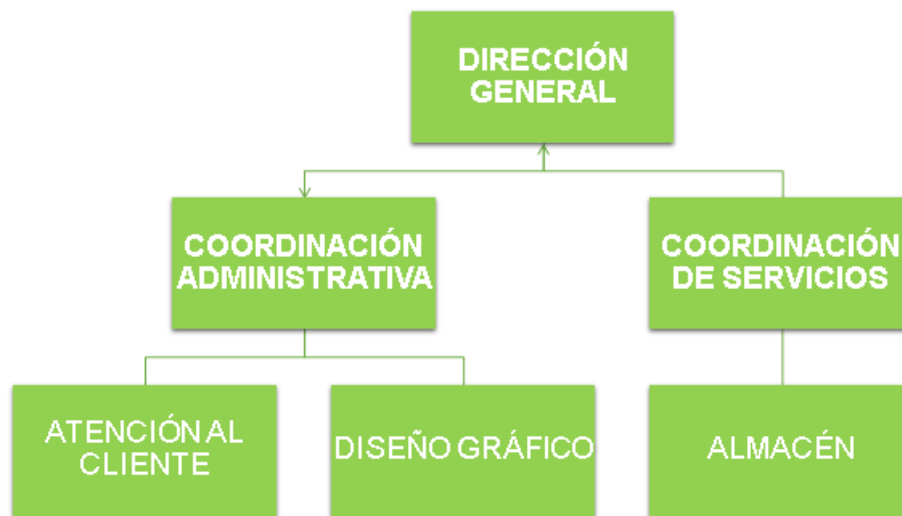 DIRECCIÓN
GENERAL
COORDINACIÓN
ADMINISTRATIVA
COORDINACIÓN
DE SERVICIOS
ATENCIÓN AL
CLIENTE
DISEÑO GRÁFICO
ALMACÉN